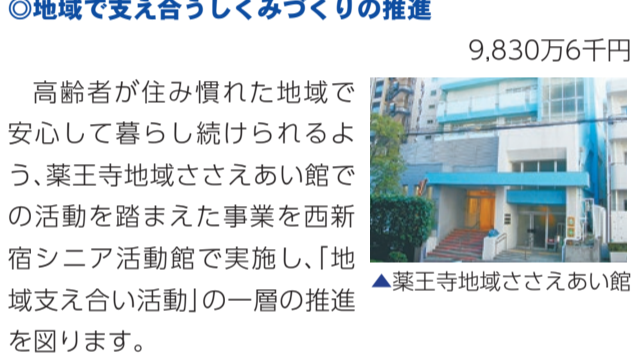 ◎地域で支え合うしくみづくりの推進
9,830万6千円
高齢者が住み慣れた地域で
安心して暮らし続けられるよ
う、薬王寺地域ささえあい館で
の活動を踏まえた事業を西新
宿シニア活動館で実施し、「地
域支え合い活動」の一層の推進
を図ります。
▲薬王寺地域ささえあい館